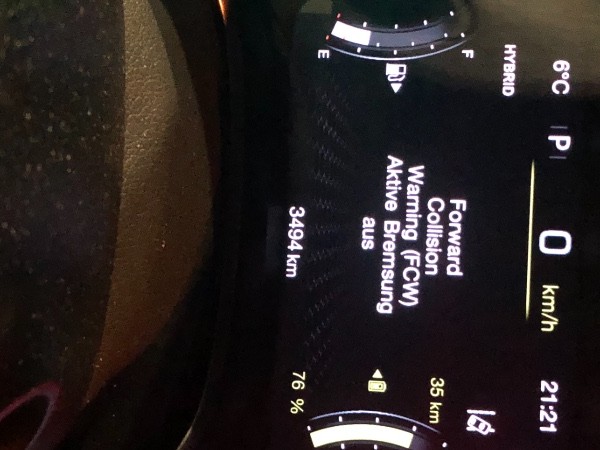 6°C
P
0 km/h
21:21
HYBRID
E
F
Forward
Collision
Warning (FCW)
Aktive Bremsung
aus
35 km
3494 km
76 %